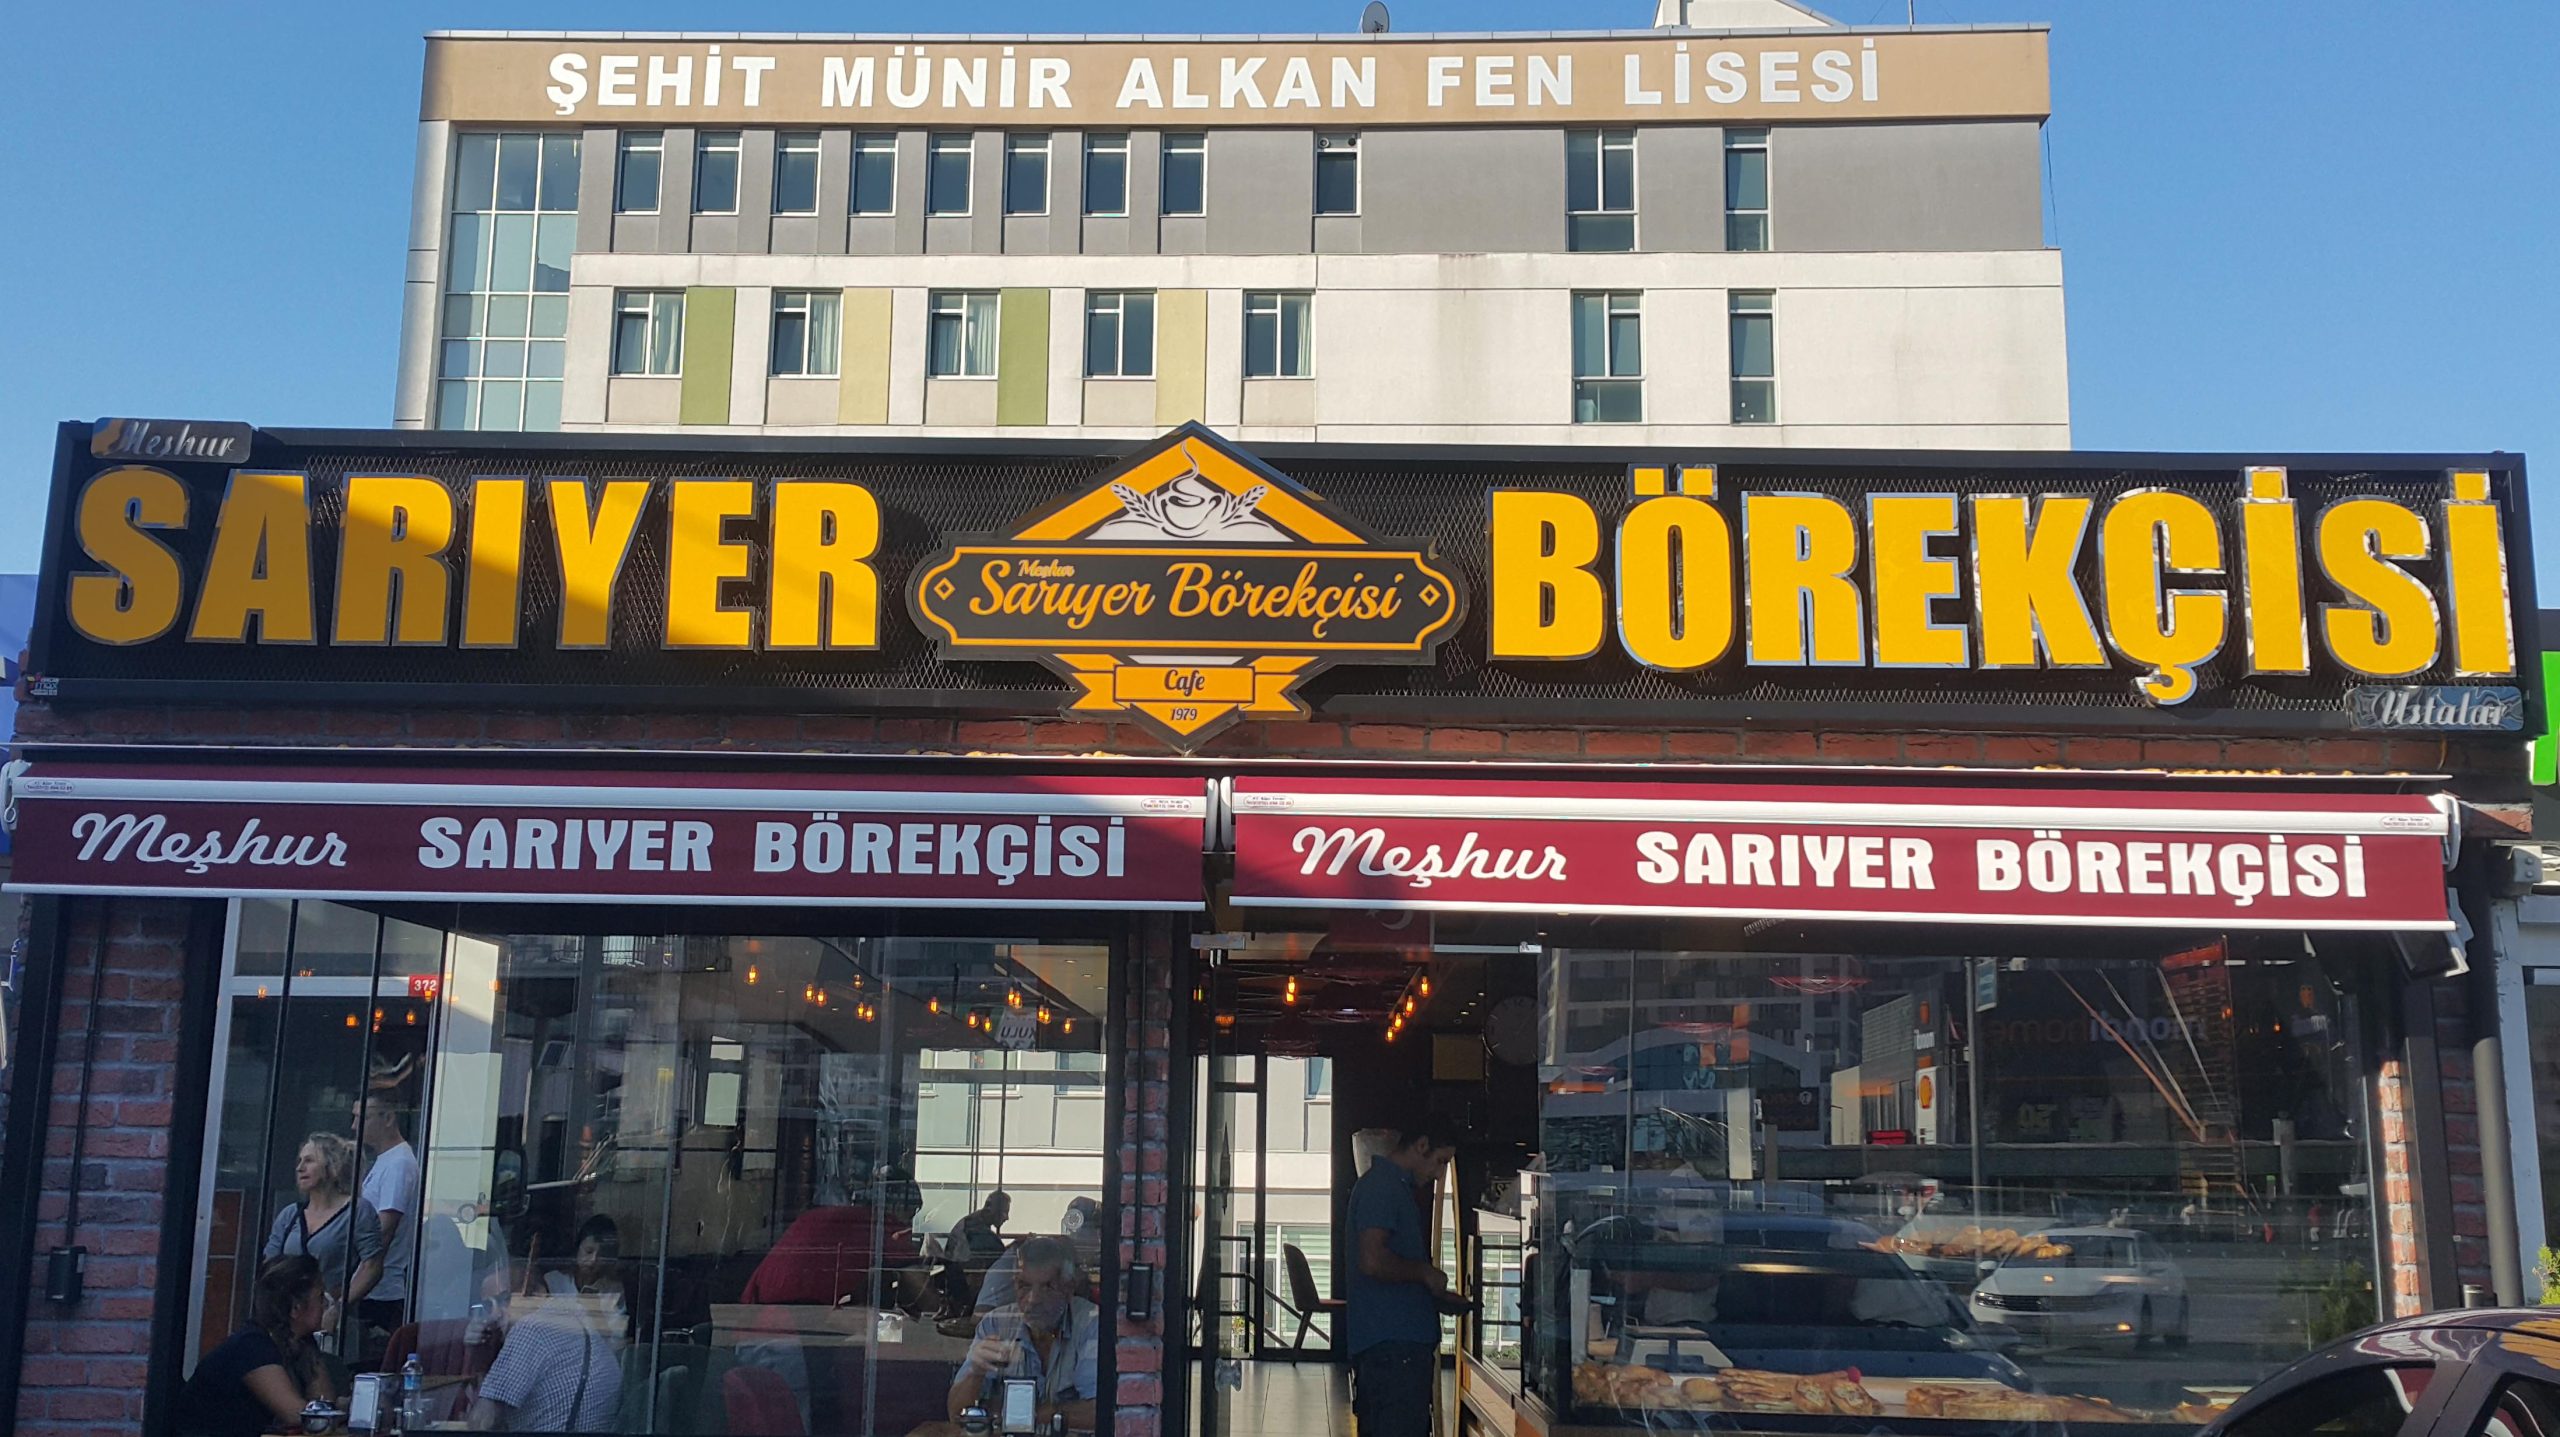 ŞEHİT MÜNİR ALKAN FEN LİSESİ
Meşhur
SARIYER
Meşhur
Sarıyer Börekçisi
Cafe
1979
BÖREKÇİSİ
Ustalar
Meşhur SARIYER BÖREKÇİSİ
Meşhur SARIYER BÖREKÇİSİ
372